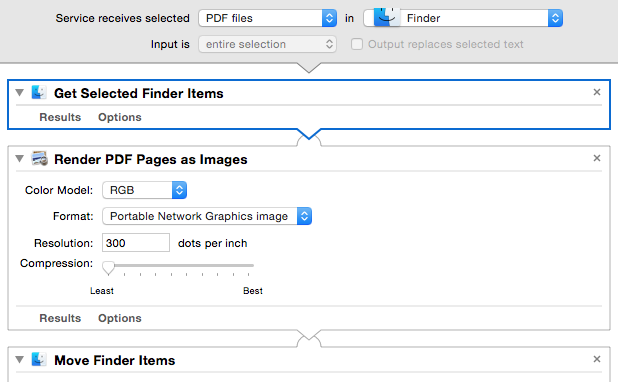 Service receives selected PDF files in Finder
Input is entire selection Output replaces selected text
Get Selected Finder Items
Results Options
Render PDF Pages as Images
Color Model: RGB
Format: Portable Network Graphics image
Resolution: 300 dots per inch
Compression:
Least Best
Results Options
Move Finder Items